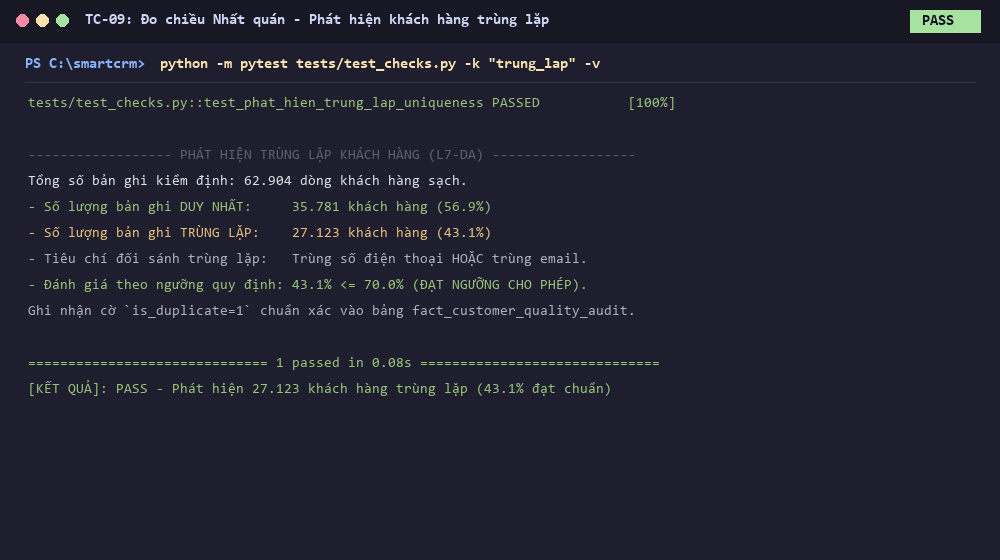 TC-09: Đo chiều Nhất quán - Phát hiện khách hàng trùng lặp
PASS
PS C:\smartcrm> python -m pytest tests/test_checks.py -k "trung_lap" -v
tests/test_checks.py::test_phat_hien_trung_lap_uniqueness PASSED [100%]
------------------ PHÁT HIỆN TRÙNG LẶP KHÁCH HÀNG (L7-DA) ------------------
Tổng số bản ghi kiểm định: 62.904 dòng khách hàng sạch.
- Số lượng bản ghi DUY NHẤT: 35.781 khách hàng (56.9%)
- Số lượng bản ghi TRÙNG LẶP: 27.123 khách hàng (43.1%)
- Tiêu chí đối sánh trùng lặp: Trùng số điện thoại HOẶC trùng email.
- Đánh giá theo ngưỡng quy định: 43.1% <= 70.0% (ĐẠT NGƯỠNG CHO PHÉP).
Ghi nhận cờ `is_duplicate=1` chuẩn xác vào bảng fact_customer_quality_audit.
============================== 1 passed in 0.08s ==============================
[KẾT QUẢ]: PASS - Phát hiện 27.123 khách hàng trùng lặp (43.1% đạt chuẩn)